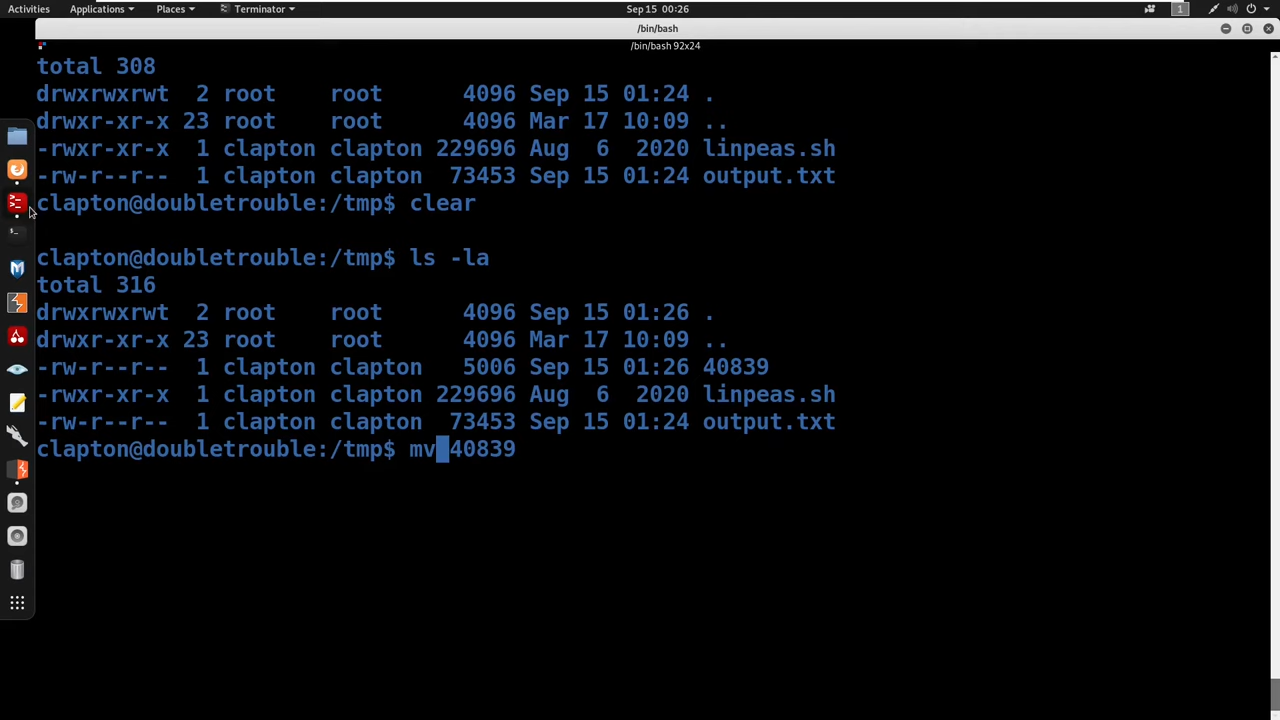 Activities Applications Places Terminator Sep 15 00:26 1
/bin/bash
/bin/bash 92x24
total 308
drwxrwxrwt  2 root    root      4096 Sep 15 01:24 .
drwxr-xr-x 23 root    root      4096 Mar 17 10:09 ..
-rwxr-xr-x  1 clapton clapton 229696 Aug  6  2020 linpeas.sh
-rw-r--r--  1 clapton clapton  73453 Sep 15 01:24 output.txt
clapton@doubletrouble:/tmp$ clear
clapton@doubletrouble:/tmp$ ls -la
total 316
drwxrwxrwt  2 root    root      4096 Sep 15 01:26 .
drwxr-xr-x 23 root    root      4096 Mar 17 10:09 ..
-rw-r--r--  1 clapton clapton   5006 Sep 15 01:26 40839
-rwxr-xr-x  1 clapton clapton 229696 Aug  6  2020 linpeas.sh
-rw-r--r--  1 clapton clapton  73453 Sep 15 01:24 output.txt
clapton@doubletrouble:/tmp$ mv 40839